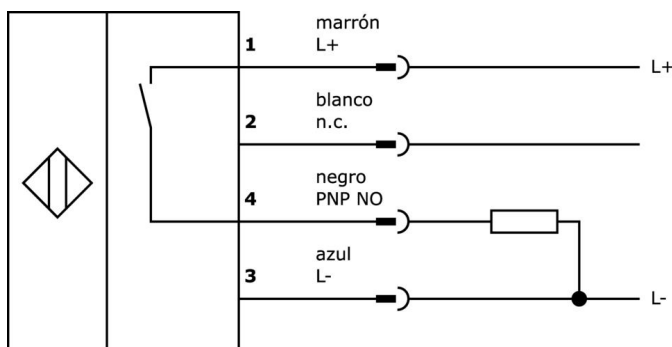 marrón
1 L+
L+
blanco
2 n.c.
negro
4 PNP NO
azul
3 L-
L-